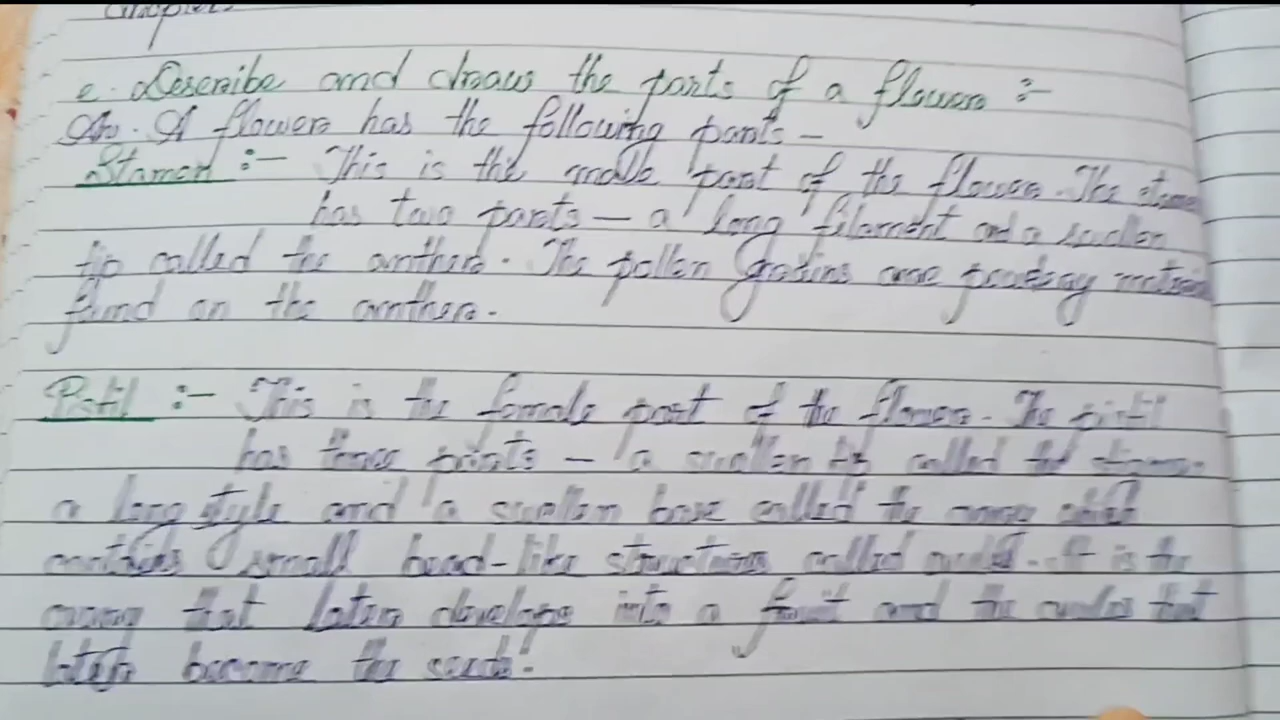 Chapter
e. Describe and draw the parts of a flower :-
Ans. A flower has the following parts –
Stamen :- This is the male part of the flower. The stamen
has two parts – a long filament and a swollen
tip called the anther. The pollen grains are powdery material
found on the anther.
Pistil :- This is the female part of the flower. The pistil
has three parts – a swollen tip called the stigma
a long style and a swollen base called the ovary which
contains small bead-like structures called ovules. It is the
ovary that later develops into a fruit and the ovules that
later become the seeds.